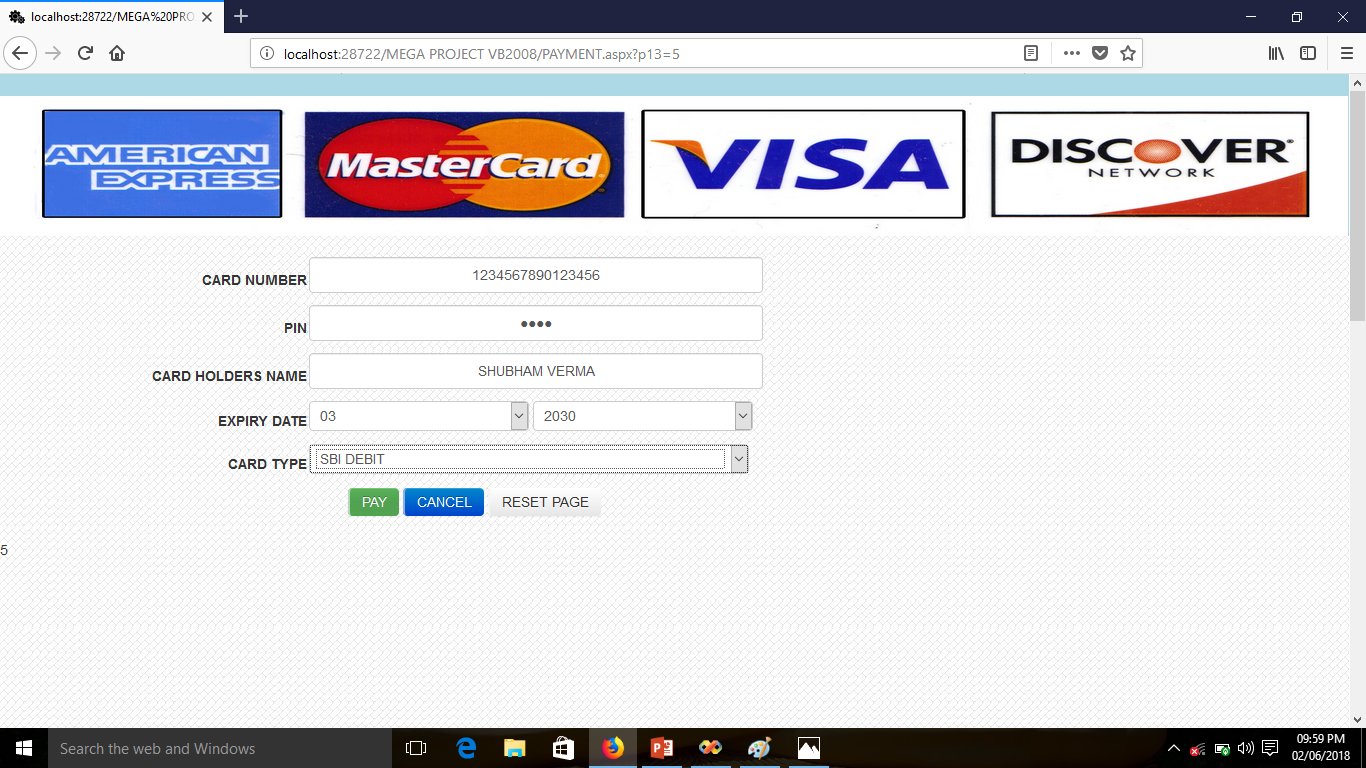 localhost:28722/MEGA%20PRO
localhost:28722/MEGA PROJECT VB2008/PAYMENT.aspx?p13=5
AMERICAN EXPRESS
MasterCard
VISA
DISCOVER NETWORK
CARD NUMBER 1234567890123456
PIN ••••
CARD HOLDERS NAME SHUBHAM VERMA
EXPIRY DATE 03 2030
CARD TYPE SBI DEBIT
PAY CANCEL RESET PAGE
5
Search the web and Windows
09:59 PM
02/06/2018